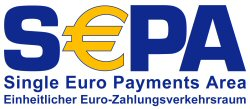 S€PA
Single Euro Payments Area
Einheitlicher Euro-Zahlungsverkehrsraum